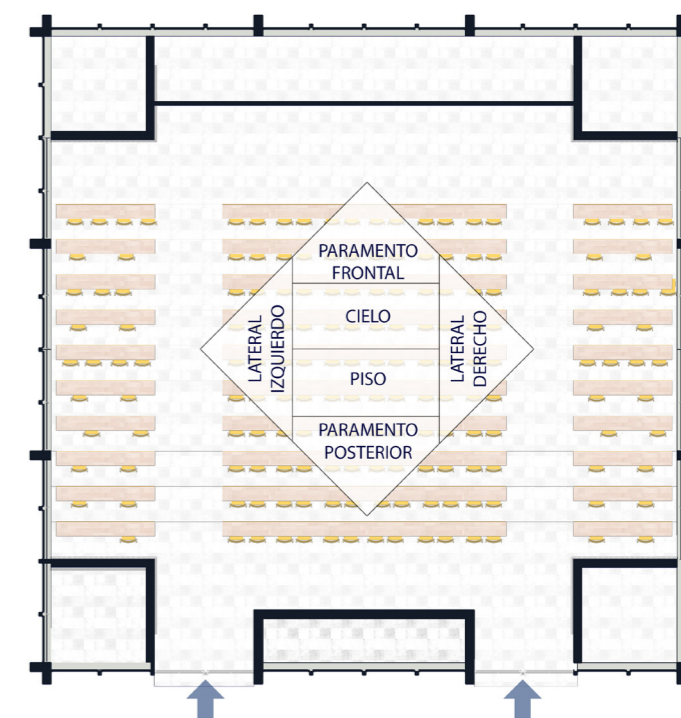 PARAMENTO
FRONTAL
LATERAL
IZQUIERDO
CIELO
LATERAL
DERECHO
PISO
PARAMENTO
POSTERIOR